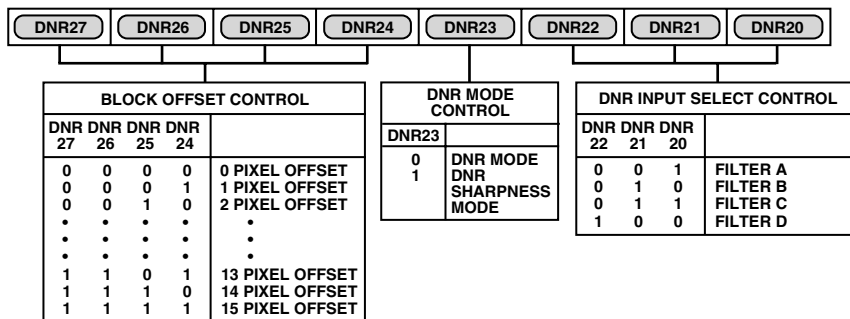 DNR27 DNR26 DNR25 DNR24 DNR23 DNR22 DNR21 DNR20
BLOCK OFFSET CONTROL
DNR DNR DNR DNR
27 26 25 24
0 0 0 0 0 PIXEL OFFSET
0 0 0 1 1 PIXEL OFFSET
0 0 1 0 2 PIXEL OFFSET
• • • • •
• • • • •
• • • • •
1 1 0 1 13 PIXEL OFFSET
1 1 1 0 14 PIXEL OFFSET
1 1 1 1 15 PIXEL OFFSET
DNR MODE
CONTROL
DNR23
0 DNR MODE
1 DNR
SHARPNESS
MODE
DNR INPUT SELECT CONTROL
DNR DNR DNR
22 21 20
0 0 1 FILTER A
0 1 0 FILTER B
0 1 1 FILTER C
1 0 0 FILTER D